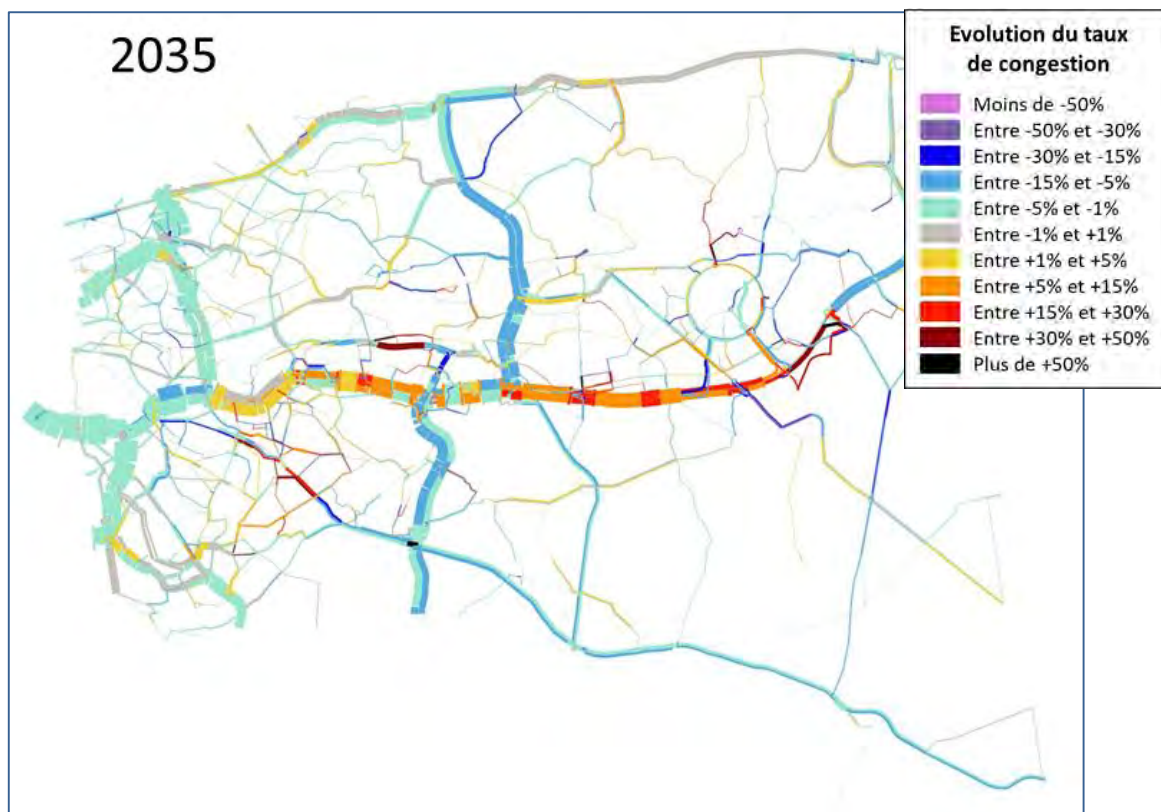 2035
Evolution du taux
de congestion
Moins de -50%
Entre -50% et -30%
Entre -30% et -15%
Entre -15% et -5%
Entre -5% et -1%
Entre -1% et +1%
Entre +1% et +5%
Entre +5% et +15%
Entre +15% et +30%
Entre +30% et +50%
Plus de +50%